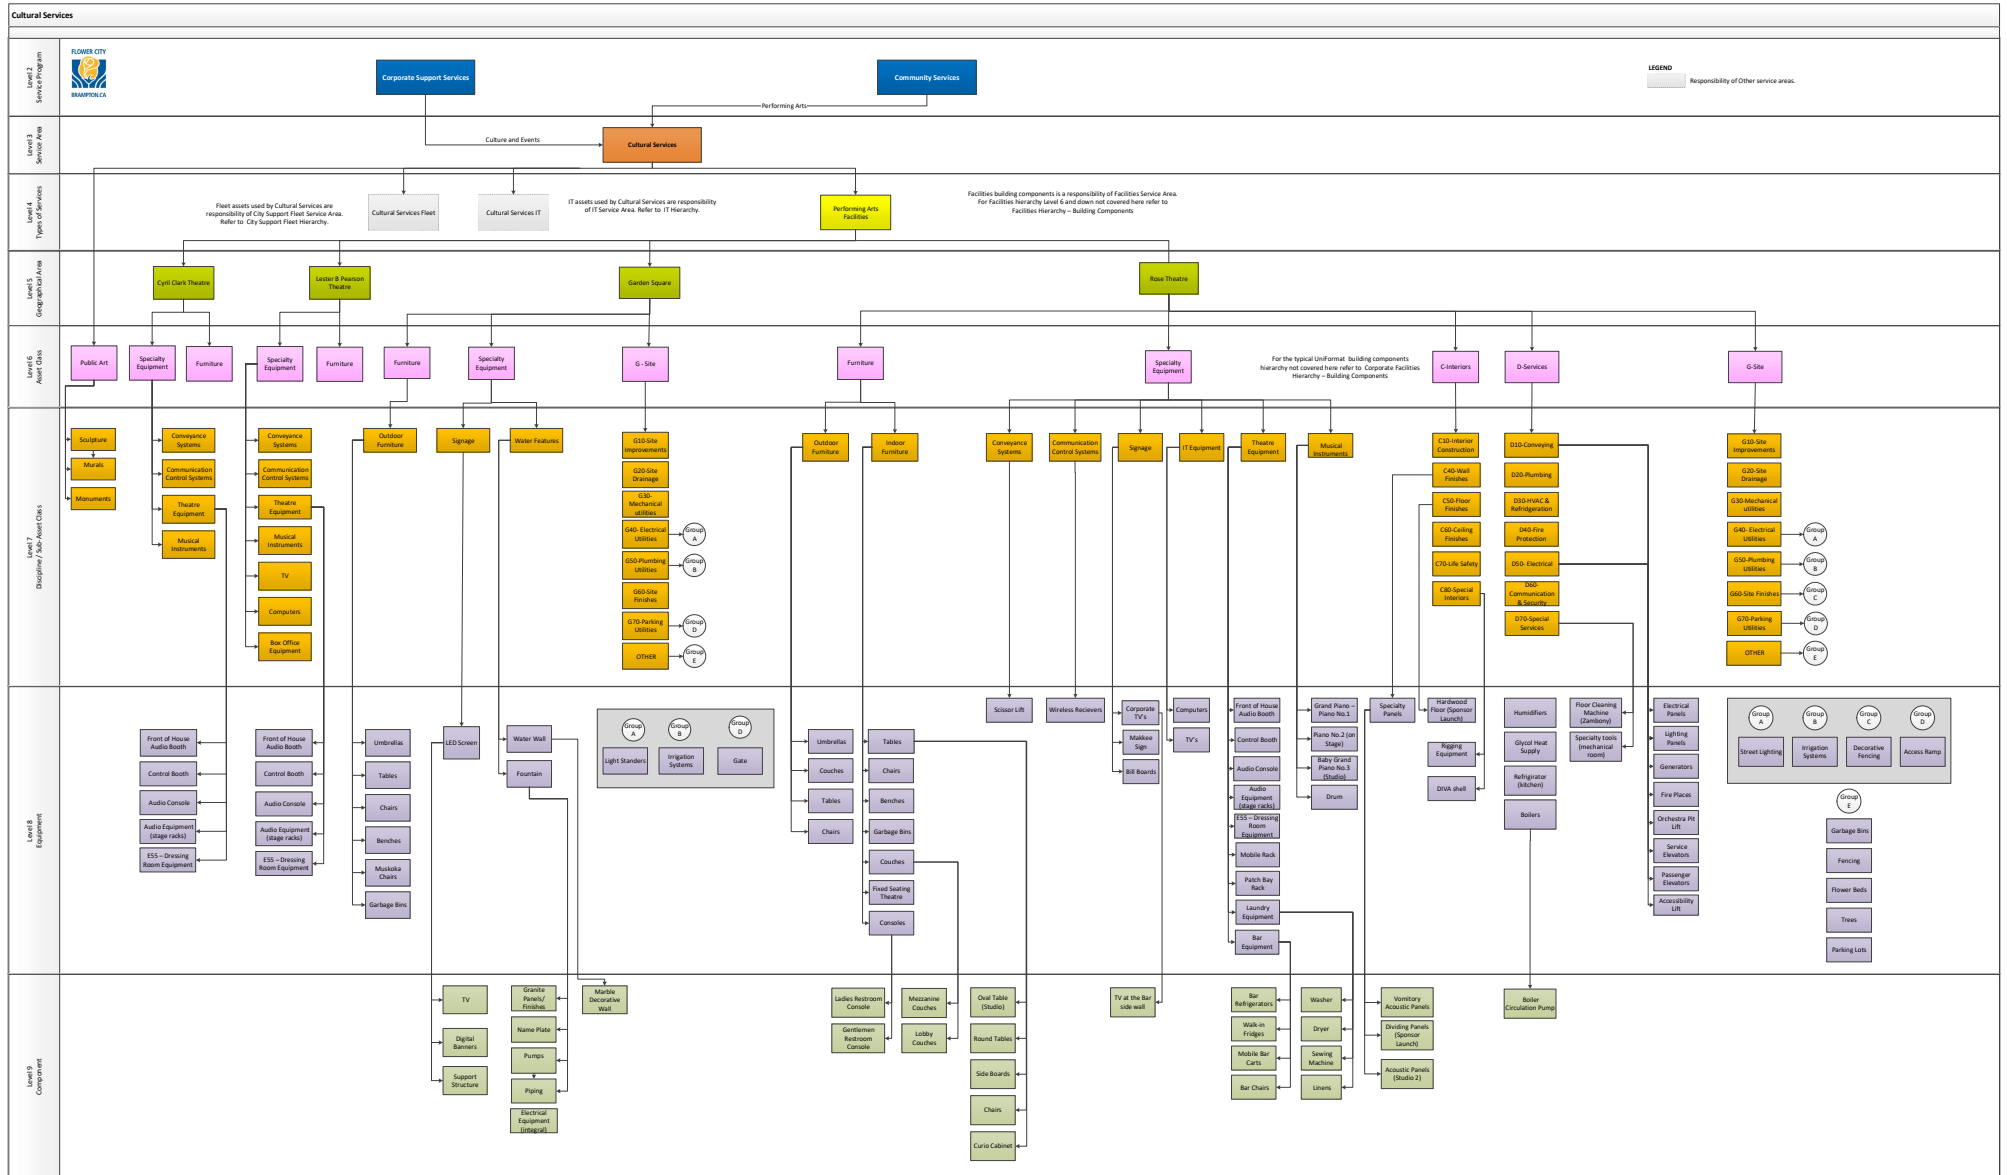 Cultural Services
Level 2
Service Program
FLOWER CITY
BRAMPTON.CA
Corporate Support Services
Community Services
LEGEND
Responsibility of Other service areas.
Performing Arts
Level 3
Service Area
Culture and Events
Cultural Services
Level 4
Types of Services
Fleet assets used by Cultural Services are
responsibility of City Support Fleet Service Area.
Refer to City Support Fleet Hierarchy.
Cultural Services Fleet
Cultural Services IT
IT assets used by Cultural Services are responsibility
of IT Service Area. Refer to IT Hierarchy.
Performing Arts
Facilities
Facilities building components is a responsibility of Facilities Service Area.
For Facilities hierarchy Level 6 and down not covered here refer to
Facilities Hierarchy – Building Components
Level 5
Geographical Area
Cyril Clark Theatre
Lester B Pearson
Theatre
Garden Square
Rose Theatre
Level 6
Asset Class
Public Art
Specialty
Equipment
Furniture
Specialty
Equipment
Furniture
Furniture
Specialty
Equipment
G - Site
Furniture
Specialty
Equipment
For the typical UniFormat building components
hierarchy not covered here refer to Corporate Facilities
Hierarchy – Building Components
C-Interiors
D-Services
G-Site
Level 7
Discipline / Sub-Asset Class
Sculpture
Murals
Monuments
Conveyance
Systems
Communication
Control Systems
Theatre
Equipment
Musical
Instruments
Conveyance
Systems
Communication
Control Systems
Theatre
Equipment
Musical
Instruments
TV
Computers
Box Office
Equipment
Outdoor
Furniture
Signage
Water Features
G10-Site
Improvements
G20-Site
Drainage
G30-
Mechanical
utilities
G40- Electrical
Utilities
Group
A
G50-Plumbing
Utilities
Group
B
G60-Site
Finishes
G70-Parking
Utilities
Group
D
OTHER
Group
E
Outdoor
Furniture
Indoor
Furniture
Conveyance
Systems
Communication
Control Systems
Signage
IT Equipment
Theatre
Equipment
Musical
Instruments
C10-Interior
Construction
C40-Wall
Finishes
C50-Floor
Finishes
C60-Ceiling
Finishes
C70-Life Safety
C80-Special
Interiors
D10-Conveying
D20-Plumbing
D30-HVAC &
Refridgeration
D40-Fire
Protection
D50- Electrical
D60-
Communication
& Security
D70-Special
Services
G10-Site
Improvements
G20-Site
Drainage
G30-Mechanical
utilities
G40- Electrical
Utilities
Group
A
G50-Plumbing
Utilities
Group
B
G60-Site Finishes
Group
C
G70-Parking
Utilities
Group
D
OTHER
Group
E
Level 8
Equipment
Front of House
Audio Booth
Control Booth
Audio Console
Audio Equipment
(stage racks)
E55 – Dressing
Room Equipment
Front of House
Audio Booth
Control Booth
Audio Console
Audio Equipment
(stage racks)
E55 – Dressing
Room Equipment
Umbrellas
Tables
Chairs
Benches
Muskoka
Chairs
Garbage Bins
LED Screen
Water Wall
Fountain
Group
A
Group
B
Group
D
Light Standers
Irrigation
Systems
Gate
Umbrellas
Couches
Tables
Chairs
Tables
Chairs
Benches
Garbage Bins
Couches
Fixed Seating
Theatre
Consoles
Scissor Lift
Wireless Recievers
Corporate
TV's
Makkee
Sign
Bill Boards
Computers
TV's
Front of House
Audio Booth
Control Booth
Audio Console
Audio
Equipment
(stage racks)
E55 – Dressing
Room
Equipment
Mobile Rack
Patch Bay
Rack
Laundry
Equipment
Bar
Equipment
Grand Piano –
Piano No.1
Piano No.2 (on
Stage)
Baby Grand
Piano No.3
(Studio)
Drum
Specialty
Panels
Hardwood
Floor (Sponsor
Launch)
Rigging
Equipment
DIVA shell
Humidifiers
Glycol Heat
Supply
Refrigirator
(kitchen)
Boilers
Floor Cleaning
Machine
(Zambony)
Specialty tools
(mechanical
room)
Electrical
Panels
Lighting
Panels
Generators
Fire Places
Orchestra Pit
Lift
Service
Elevators
Passenger
Elevators
Accessibility
Lift
Group
A
Group
B
Group
C
Group
D
Street Lighting
Irrigation
Systems
Decorative
Fencing
Access Ramp
Group
E
Garbage Bins
Fencing
Flower Beds
Trees
Parking Lots
Level 9
Component
TV
Digital
Banners
Support
Structure
Granite
Panels/
Finishes
Name Plate
Pumps
Piping
Electrical
Equipment
(integral)
Marble
Decorative
Wall
Ladies Restroom
Console
Gentlemen
Restroom
Console
Mezzanine
Couches
Lobby
Couches
Oval Table
(Studio)
Round Tables
Side Boards
Chairs
Curio Cabinet
TV at the Bar
side wall
Bar
Refrigerators
Walk-in
Fridges
Mobile Bar
Carts
Bar Chairs
Washer
Dryer
Sewing
Machine
Linens
Vomitory
Acoustic Panels
Dividing Panels
(Sponsor
Launch)
Acoustic Panels
(Studio 2)
Boiler
Circulation Pump